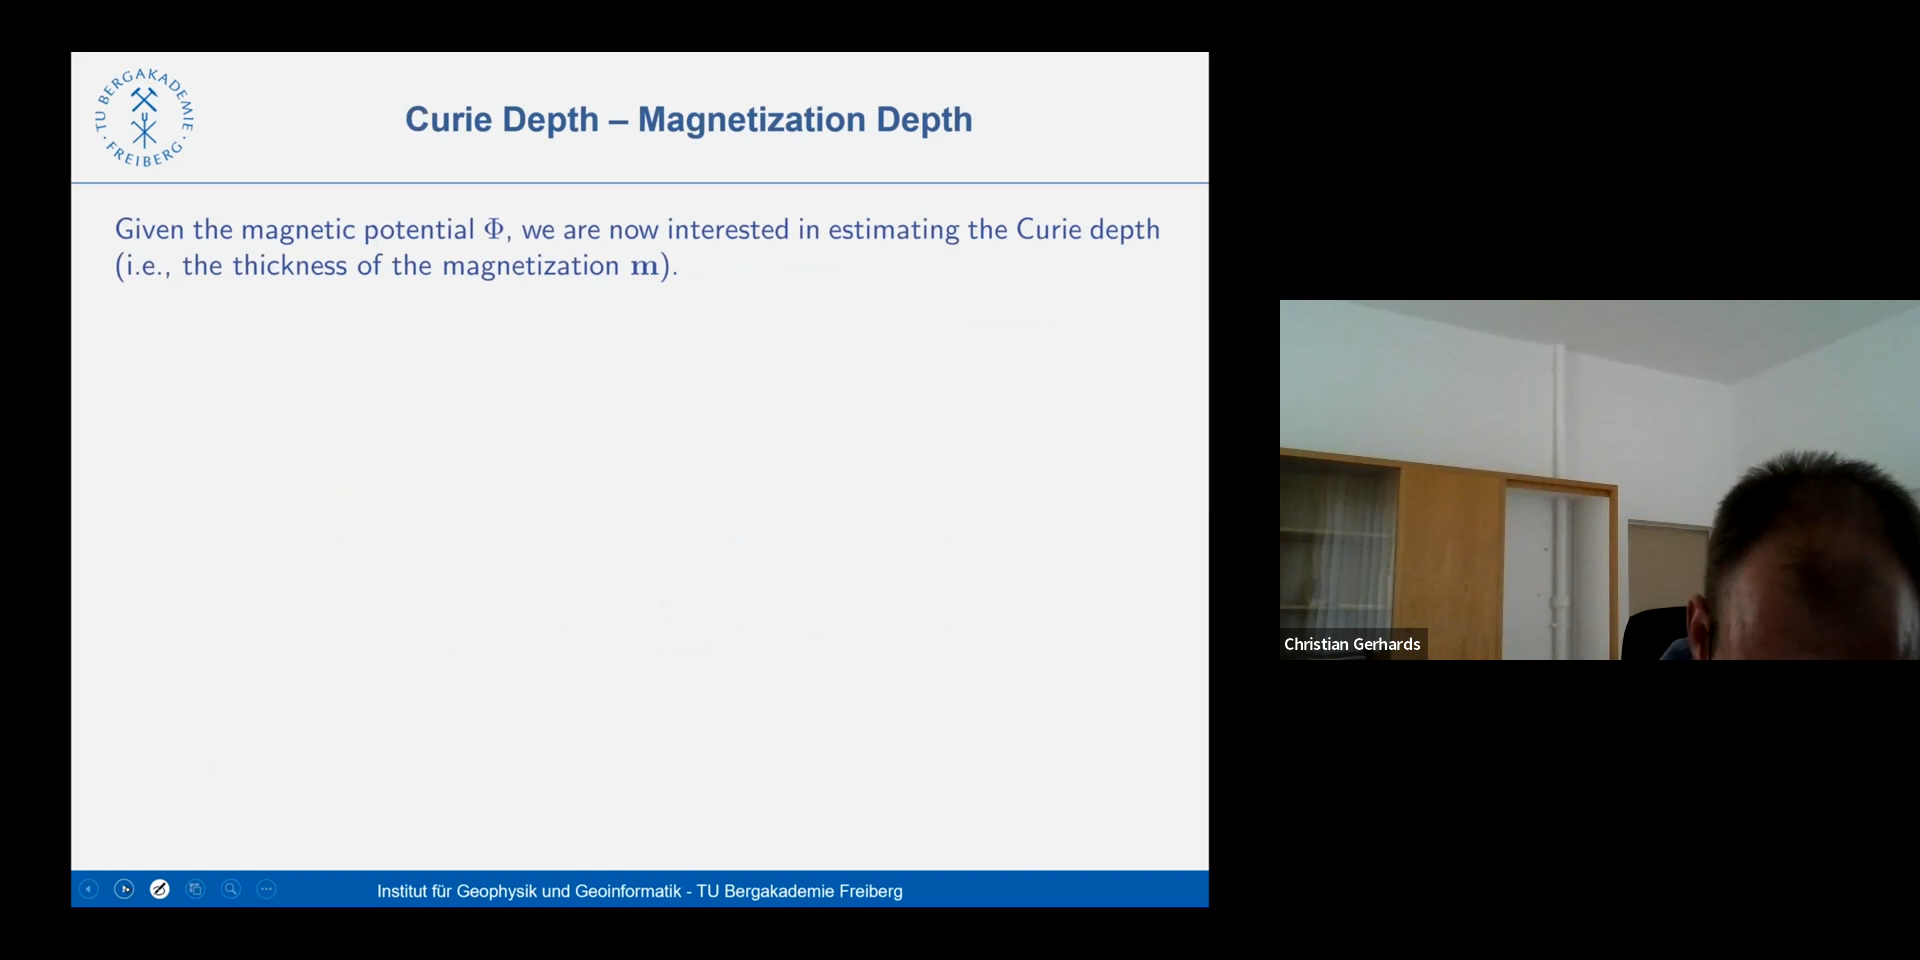 TU BERGAKADEMIE
FREIBERG
Curie Depth – Magnetization Depth
Given the magnetic potential Φ, we are now interested in estimating the Curie depth
(i.e., the thickness of the magnetization m).
Christian Gerhards
Institut für Geophysik und Geoinformatik - TU Bergakademie Freiberg